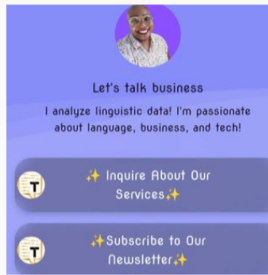 Let's talk business
I analyze linguistic data! I'm passionate
about language, business, and tech!
T
✨ Inquire About Our
Services✨
T
✨Subscribe to Our
Newsletter✨